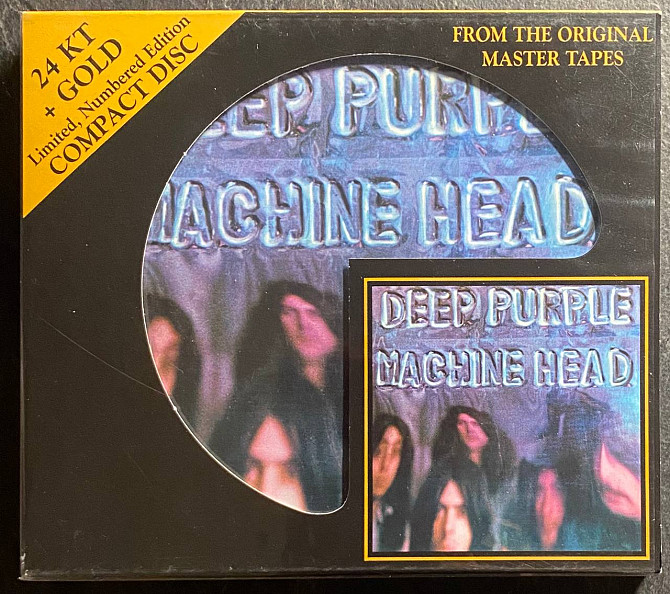 24 KT
+ GOLD
Limited, Numbered Edition
COMPACT DISC
FROM THE ORIGINAL
MASTER TAPES
DEEP PURPLE
MACHINE HEAD
DEEP PURPLE
MACHINE HEAD